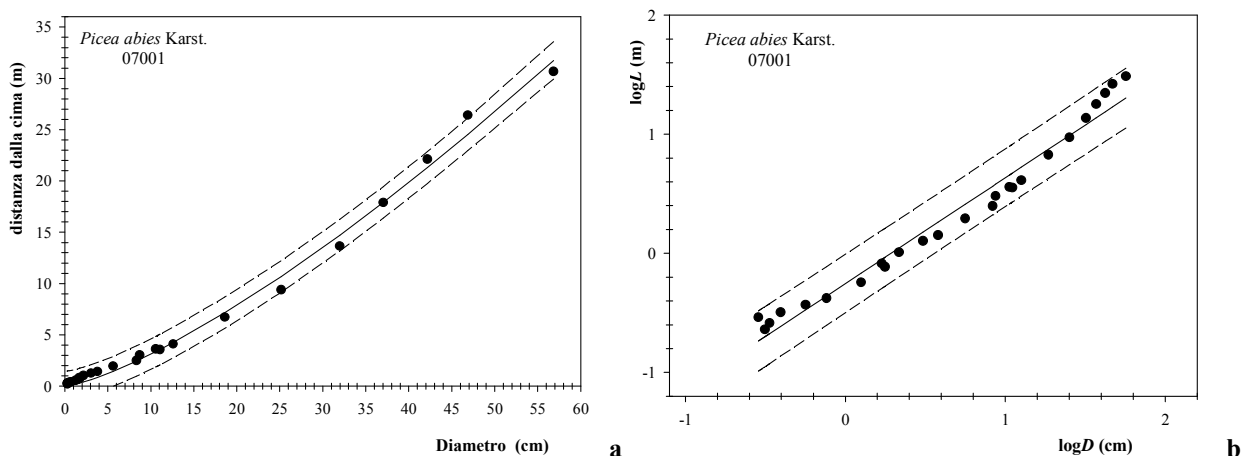 Picea abies Karst.
07001
distanza dalla cima (m)
35
30
25
20
15
10
5
0
0 5 10 15 20 25 30 35 40 45 50 55 60
Diametro (cm)
a
Picea abies Karst.
07001
logL (m)
2
1
0
-1
-1 0 1 2
logD (cm)
b